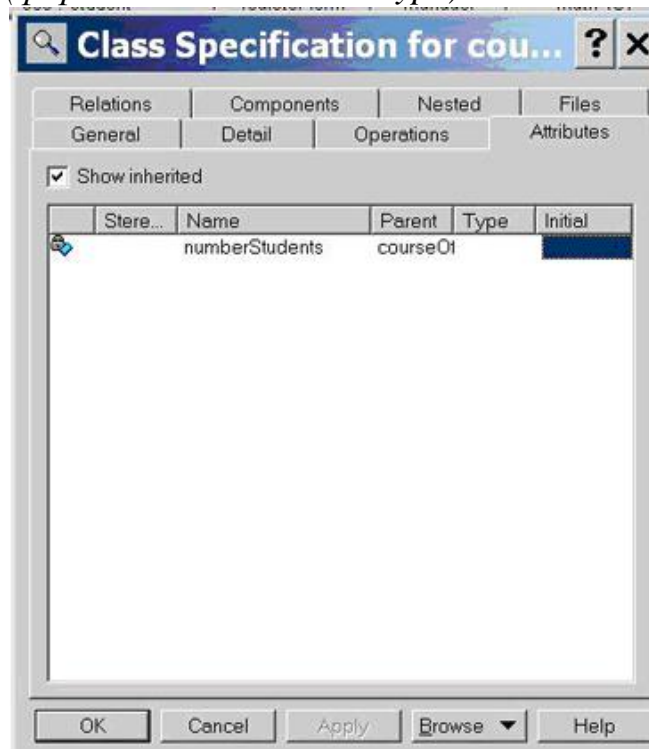 Class Specification for cou...
Relations Components Nested Files
General Detail Operations Attributes
Show inherited
Stere... Name Parent Type Initial
numberStudents courseOf
OK Cancel Apply Browse Help